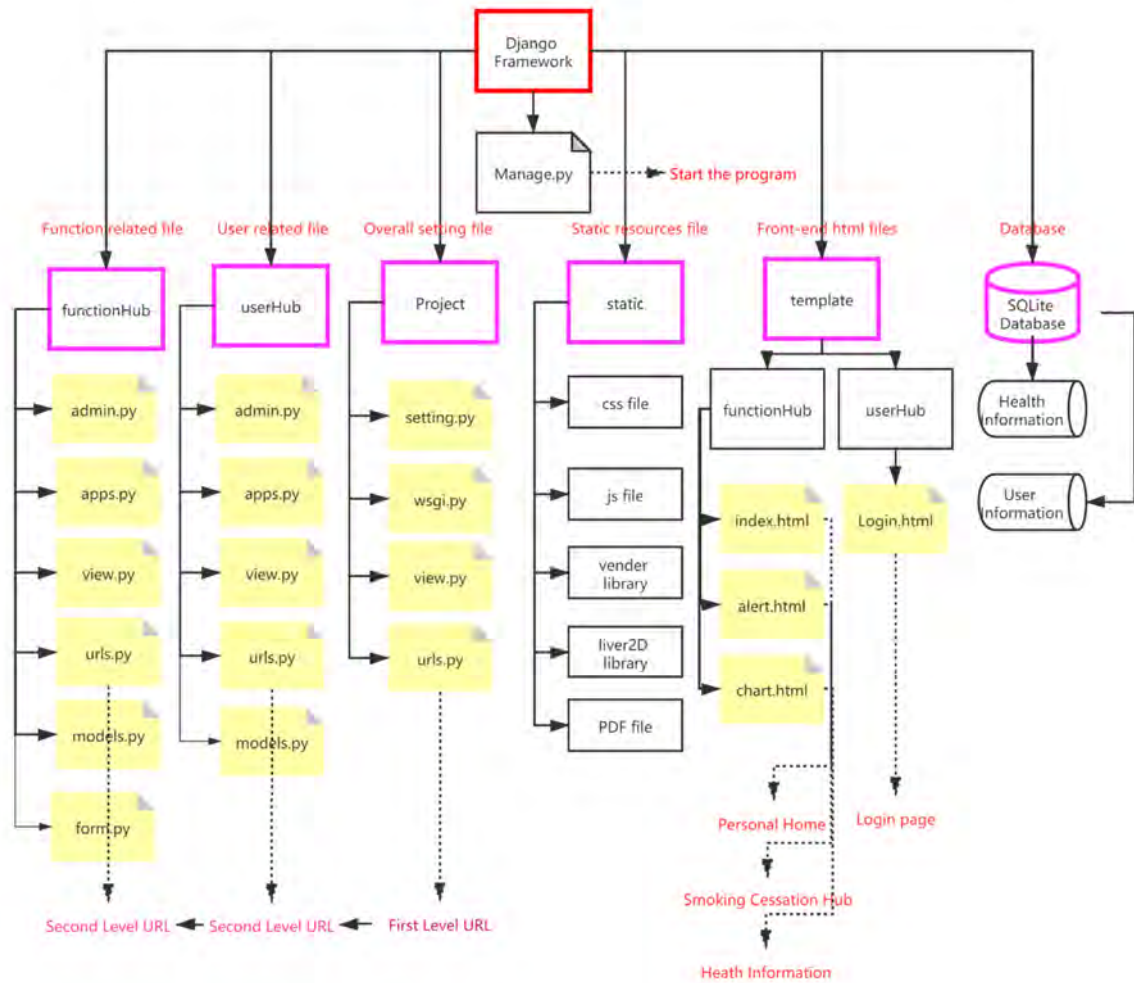 Django
Framework
Manage.py
Start the program
Function related file
User related file
Overall setting file
Static resources file
Front-end html files
Database
functionHub
userHub
Project
static
template
SQLite
Database
admin.py
apps.py
view.py
urls.py
models.py
form.py
admin.py
apps.py
view.py
urls.py
models.py
setting.py
wsgi.py
view.py
urls.py
css file
js file
vender
library
liver2D
library
PDF file
functionHub
userHub
index.html
alert.html
chart.html
Login.html
Health
Information
User
Information
Personal Home
Login page
Smoking Cessation Hub
Heath Information
Second Level URL
Second Level URL
First Level URL